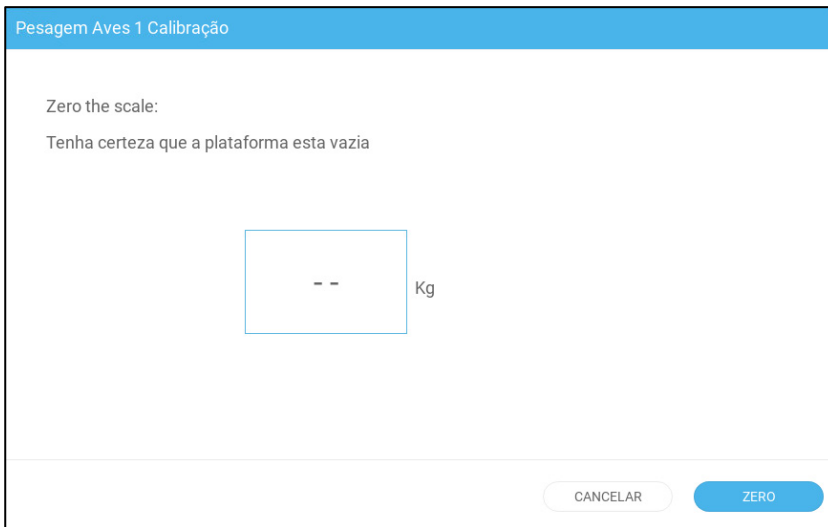 Pesagem Aves 1 Calibração
Zero the scale:
Tenha certeza que a plataforma esta vazia
-- Kg
CANCELAR ZERO